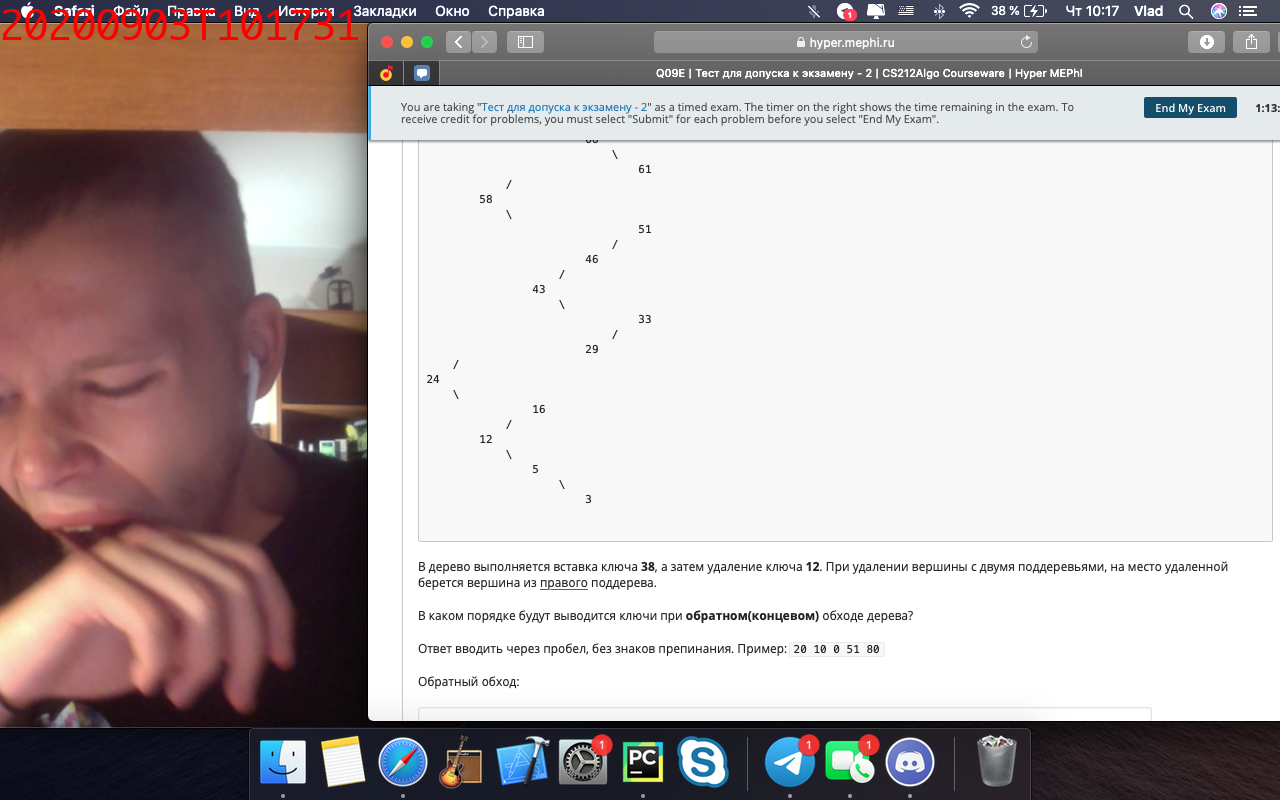 20200903T101731
Safari Файл Правка Вид История Закладки Окно Справка
38 % Чт 10:17 Vlad
hyper.mephi.ru
Q09E | Тест для допуска к экзамену - 2 | CS212Algo Courseware | Hyper MEPhI
You are taking "Тест для допуска к экзамену - 2" as a timed exam. The timer on the right shows the time remaining in the exam. To
receive credit for problems, you must select "Submit" for each problem before you select "End My Exam".
End My Exam
1:13:
\
61
/
58
\
51
/
46
/
43
\
33
/
29
/
24
\
16
/
12
\
5
\
3
В дерево выполняется вставка ключа 38, а затем удаление ключа 12. При удалении вершины с двумя поддеревьями, на место удаленной
берется вершина из правого поддерева.
В каком порядке будут выводится ключи при обратном(концевом) обходе дерева?
Ответ вводить через пробел, без знаков препинания. Пример: 20 10 0 51 80
Обратный обход:
1
PC
1
1